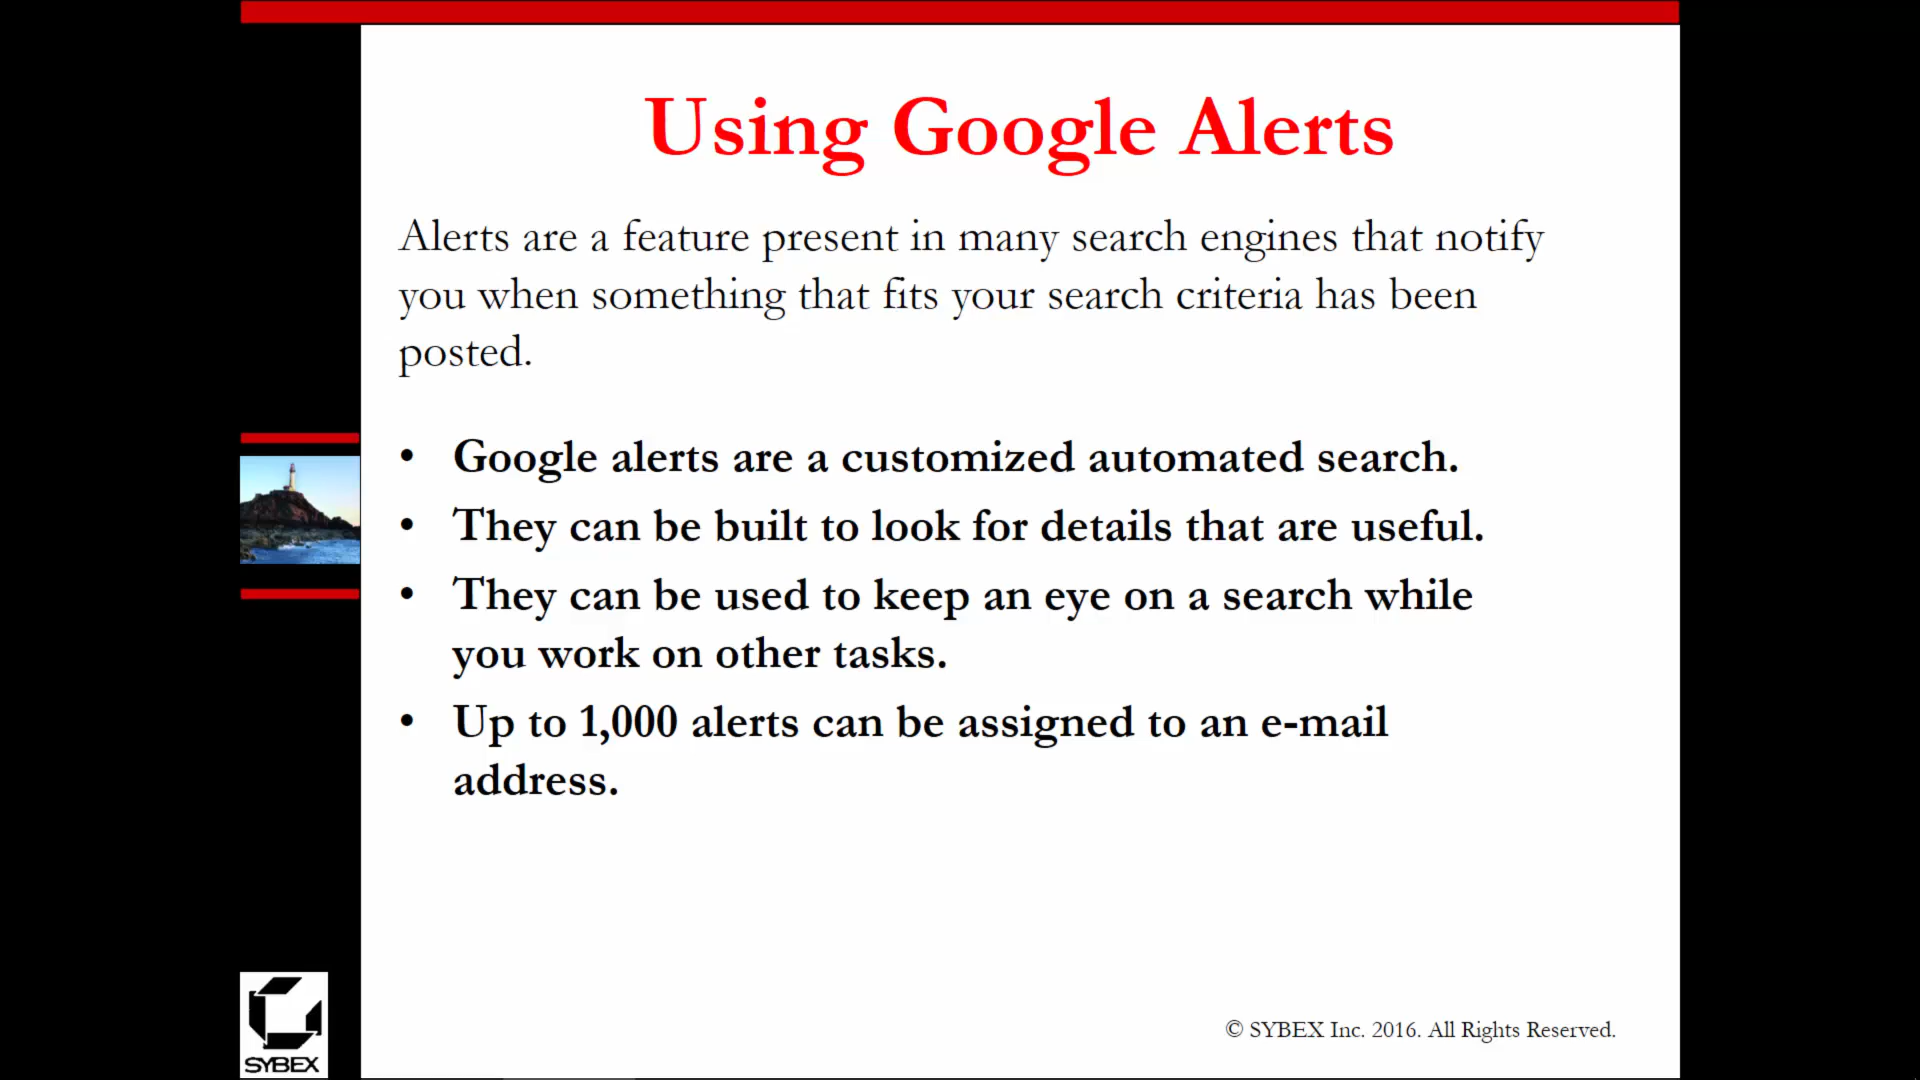 Using Google Alerts
Alerts are a feature present in many search engines that notify
you when something that fits your search criteria has been
posted.
• Google alerts are a customized automated search.
• They can be built to look for details that are useful.
• They can be used to keep an eye on a search while
you work on other tasks.
• Up to 1,000 alerts can be assigned to an e-mail
address.
SYBEX
© SYBEX Inc. 2016. All Rights Reserved.